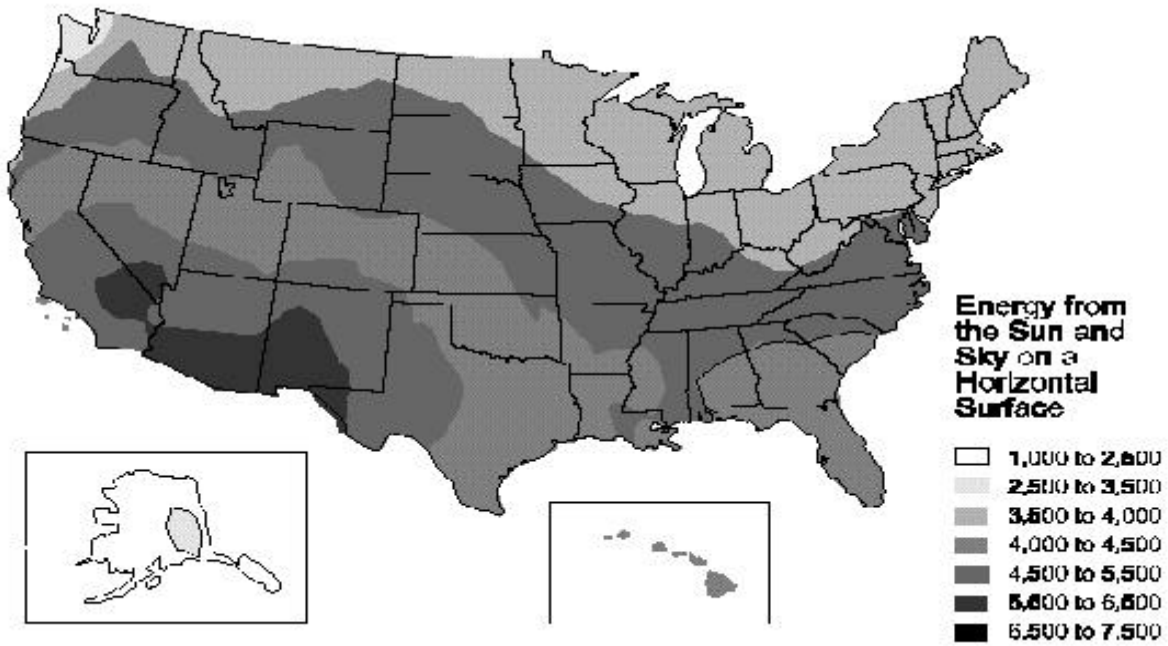 Energy from
the Sun and
Sky on a
Horizontal
Surface
1,000 to 2,500
2,500 to 3,500
3,500 to 4,000
4,000 to 4,500
4,500 to 5,500
5,500 to 6,500
6,500 to 7,500